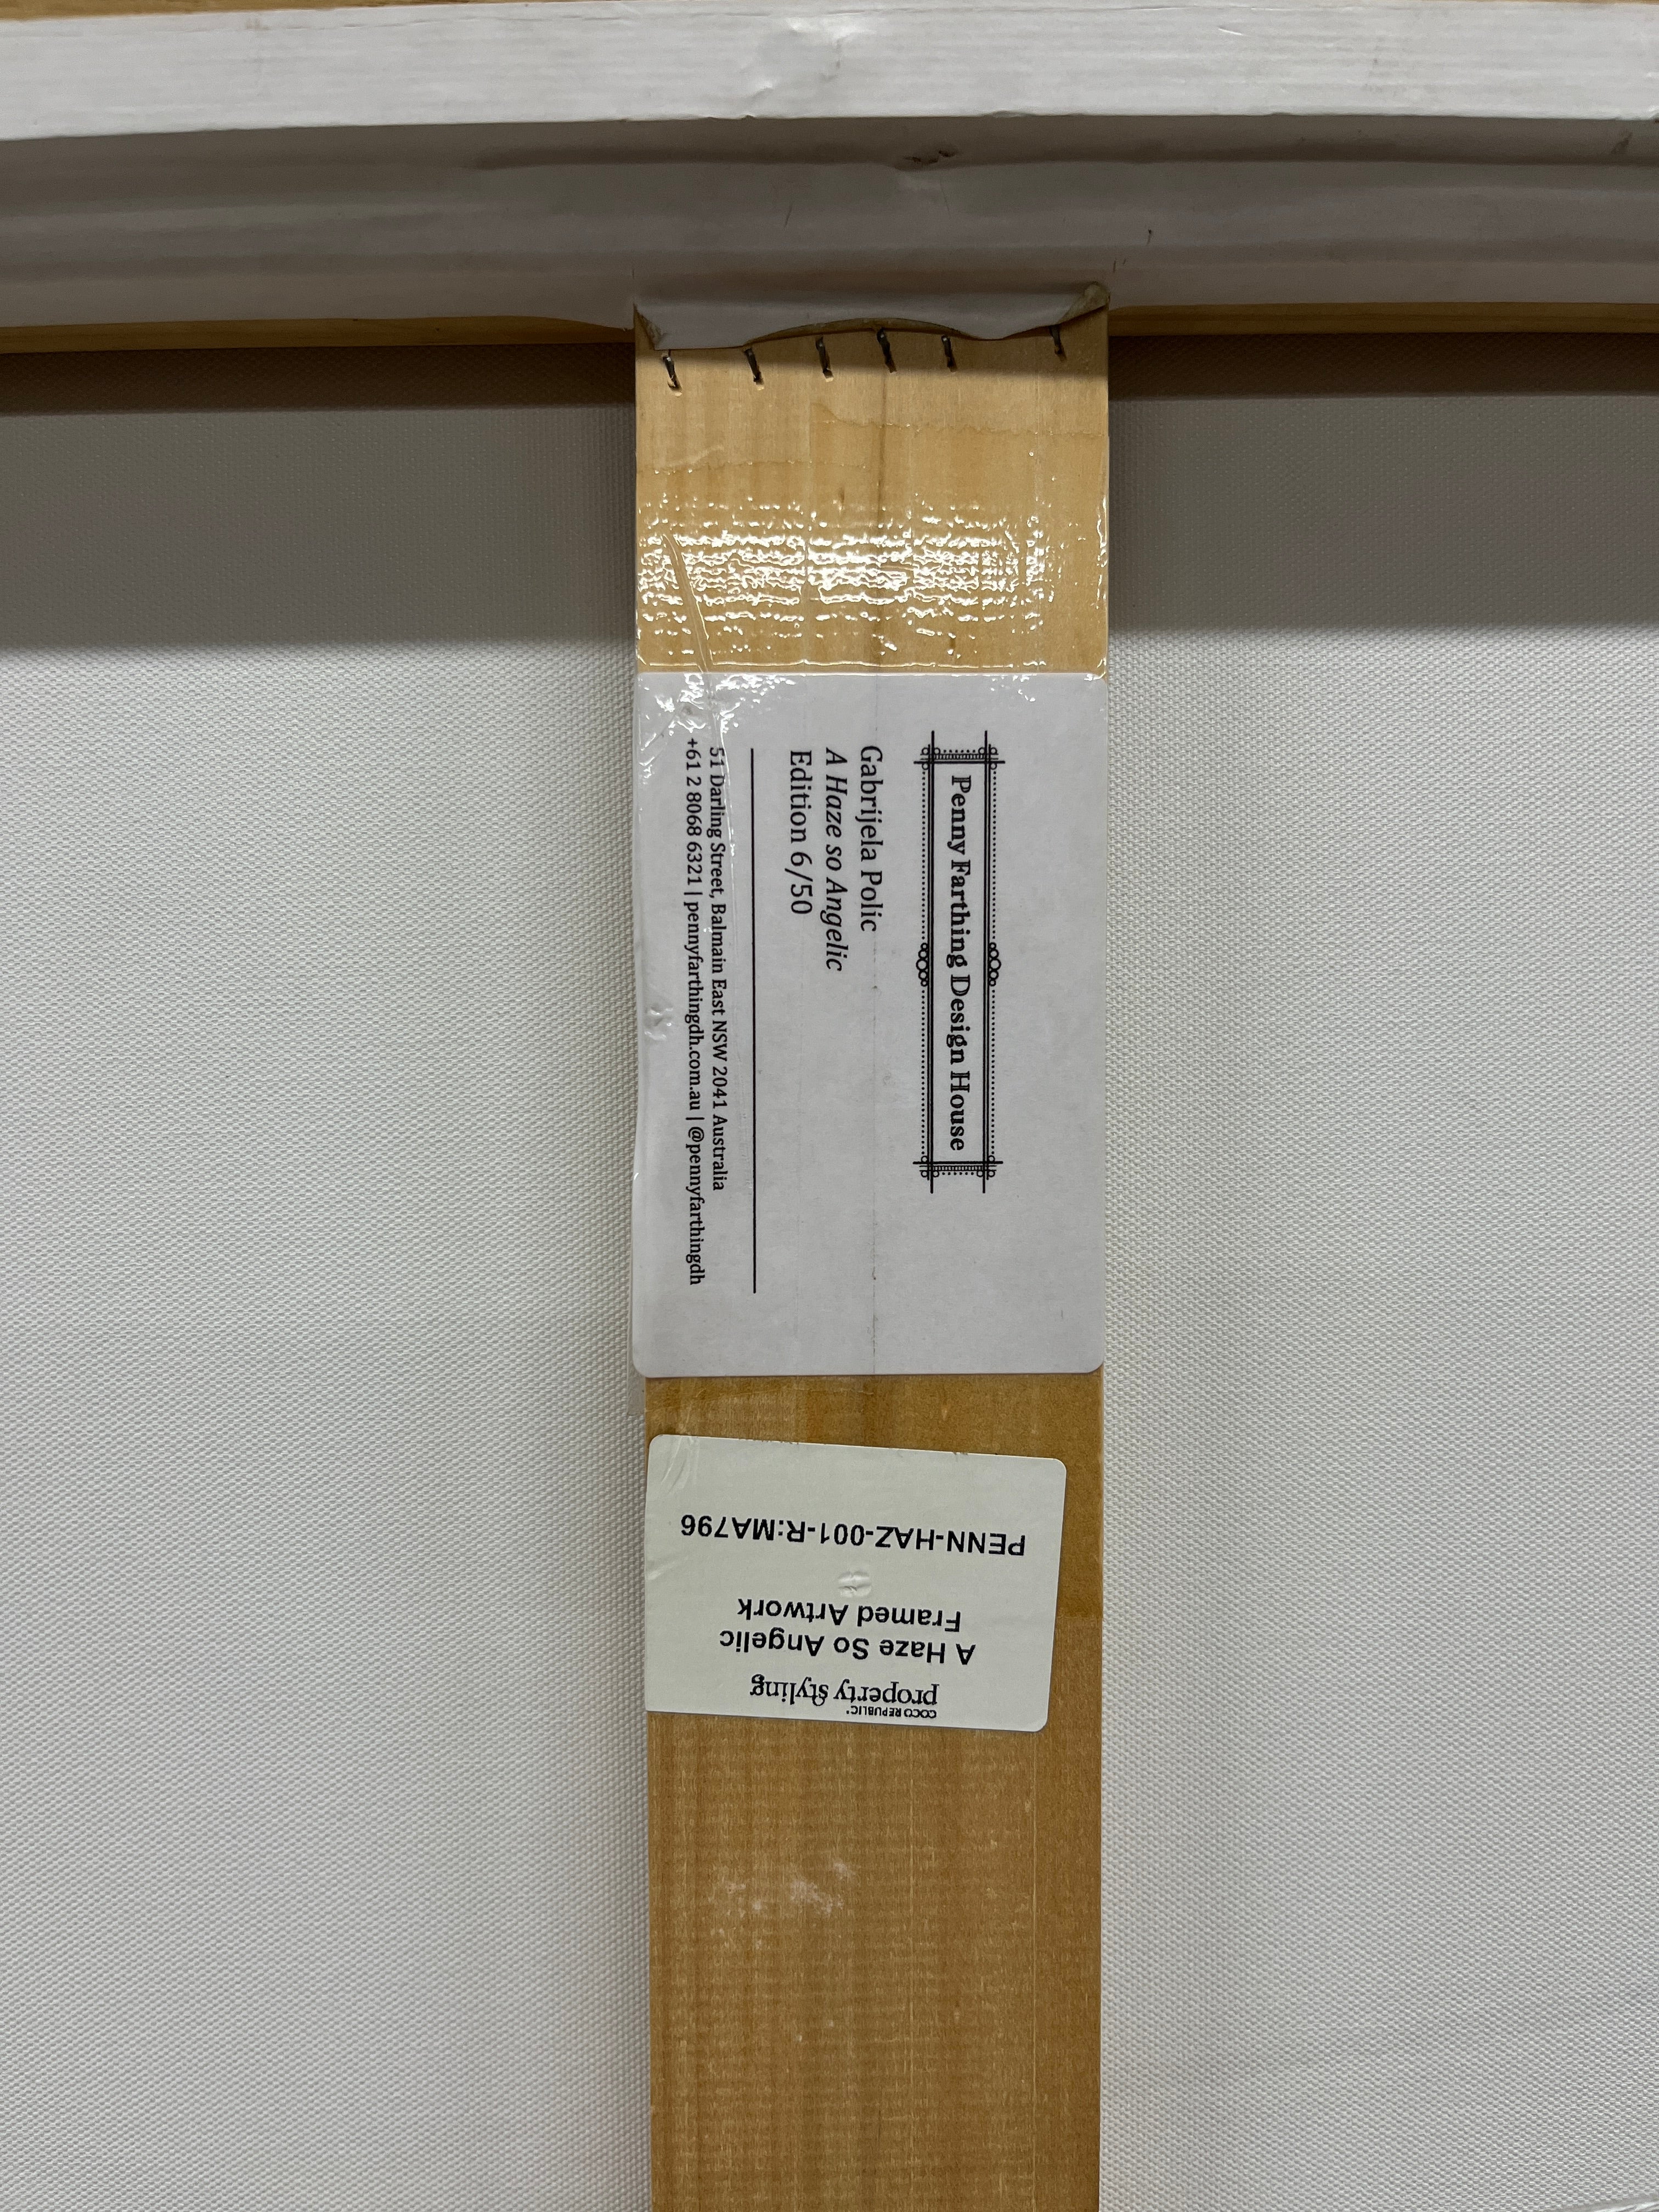 Penny Farthing Design House
Gabrijela Polic
A Haze so Angelic
Edition 6/50
51 Darling Street, Balmain East NSW 2041 Australia
+61 2 8068 6321 | pennyfarthingdh.com.au | @pennyfarthingdh
COCO REPUBLIC®
property styling
A Haze So Angelic
Framed Artwork
PENN-HAZ-001-R:MA796